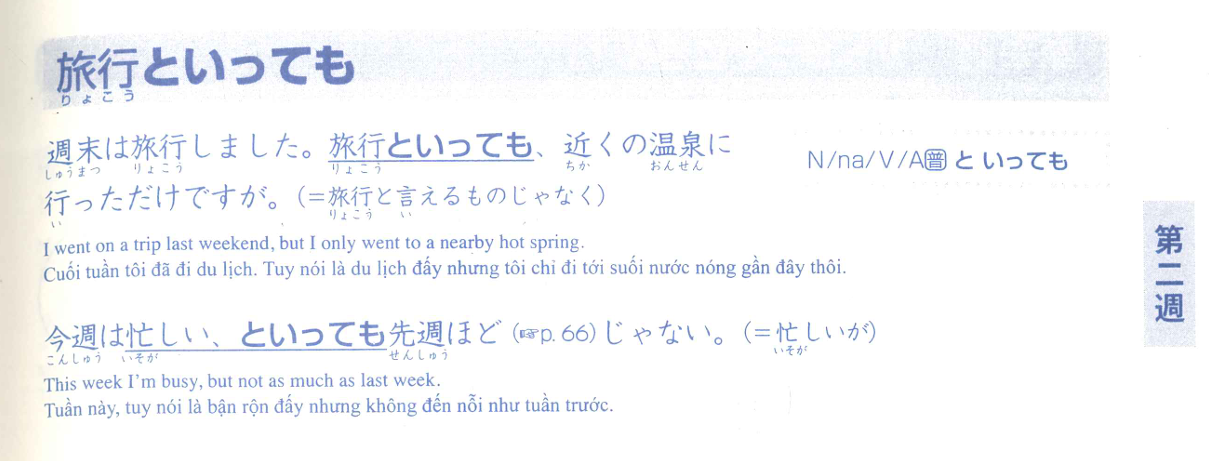 旅行といっても
りょこう
週末は旅行しました。旅行といっても、近くの温泉に
しゅうまつ りょこう りょこう ちか おんせん
N/na/V/A普 といっても
行っただけですが。(=旅行と言えるものじゃなく)
い りょこう い
I went on a trip last weekend, but I only went to a nearby hot spring.
Cuối tuần tôi đã đi du lịch. Tuy nói là du lịch đấy nhưng tôi chỉ đi tới suối nước nóng gần đây thôi.
今週は忙しい、といっても先週ほど (☞p. 66) じゃない。(=忙しいが)
こんしゅう いそが せんしゅう いそが
This week I'm busy, but not as much as last week.
Tuần này, tuy nói là bận rộn đấy nhưng không đến nỗi như tuần trước.
第二週